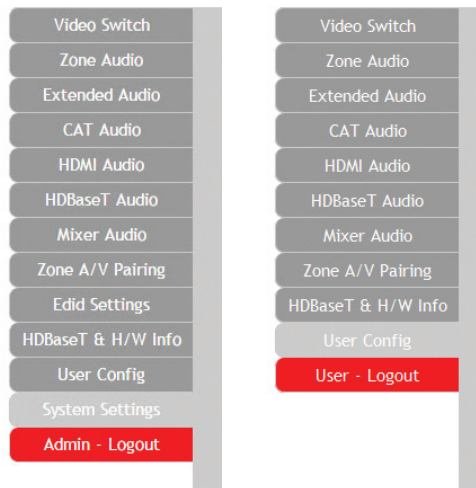 Video Switch
Zone Audio
Extended Audio
CAT Audio
HDMI Audio
HDBaseT Audio
Mixer Audio
Zone A/V Pairing
Edid Settings
HDBaseT & H/W Info
User Config
System Settings
Admin - Logout
Video Switch
Zone Audio
Extended Audio
CAT Audio
HDMI Audio
HDBaseT Audio
Mixer Audio
Zone A/V Pairing
HDBaseT & H/W Info
User Config
User - Logout